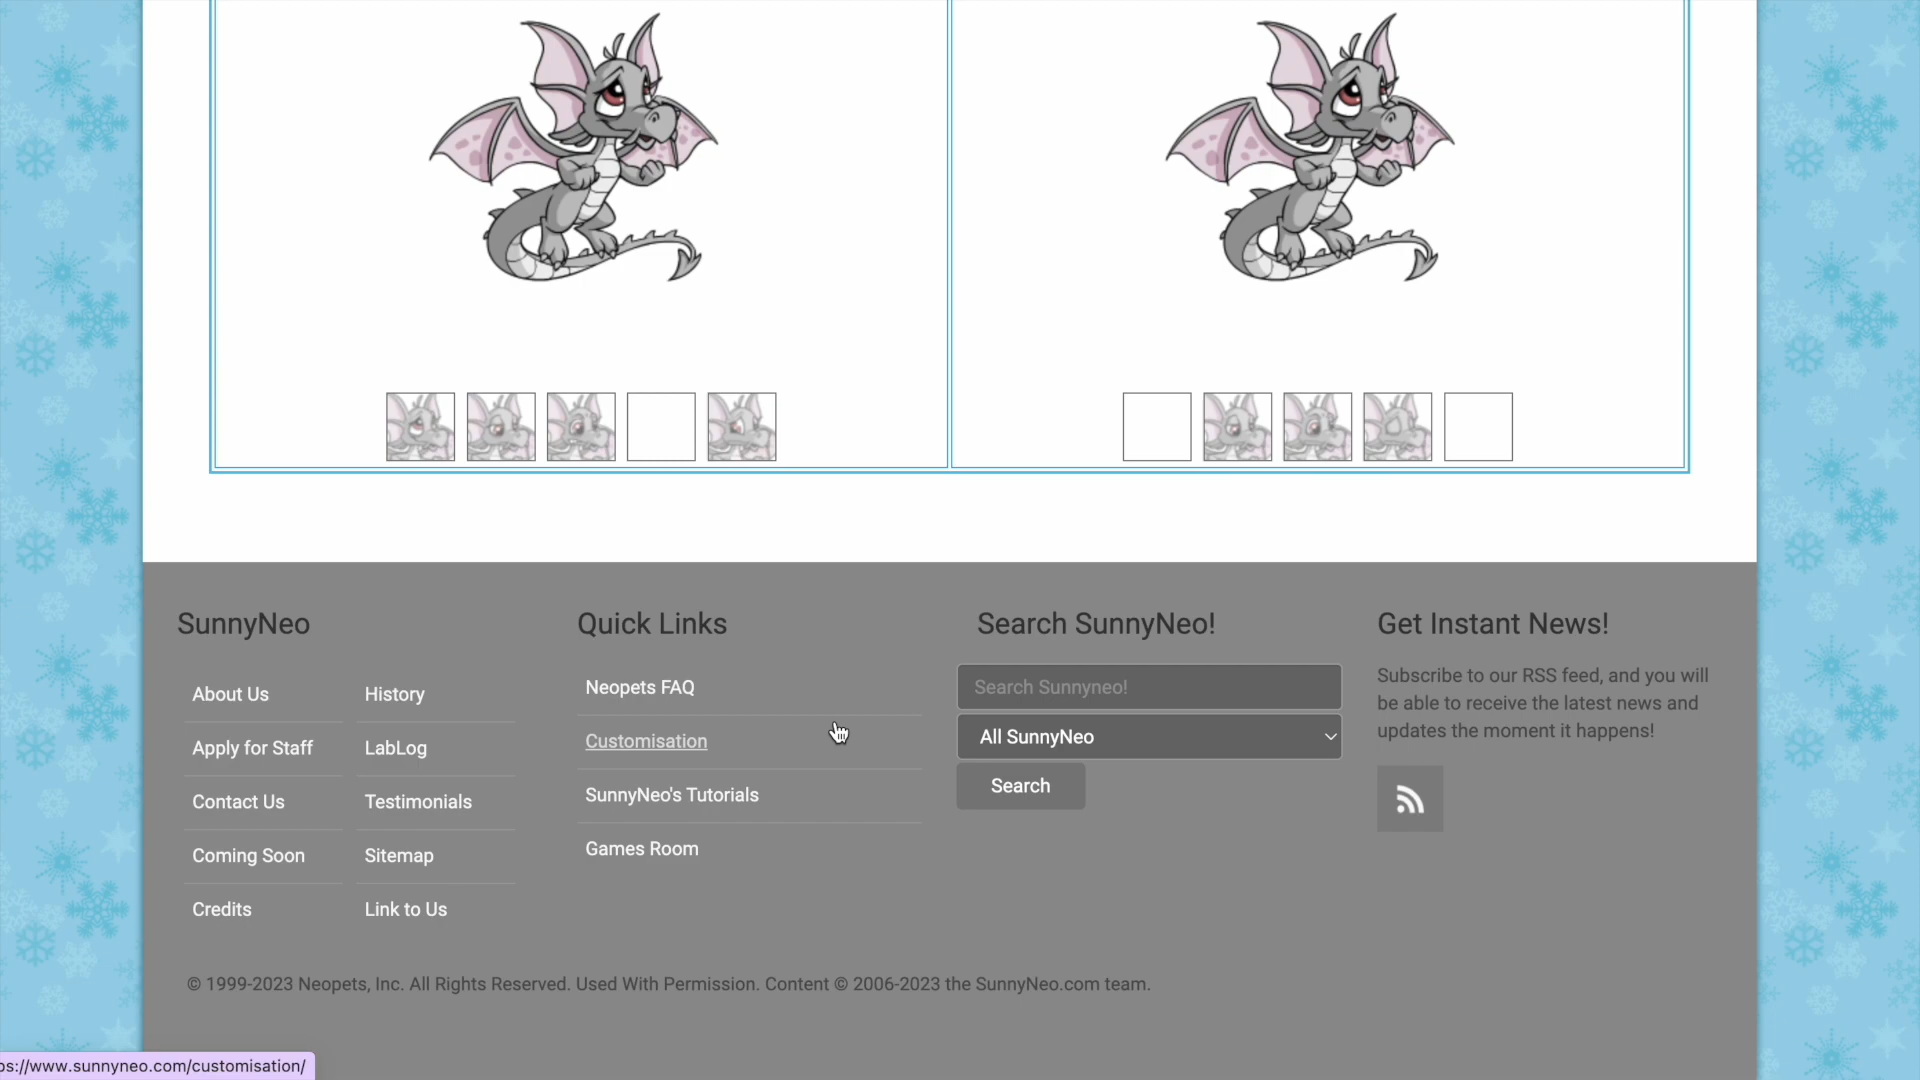 SunnyNeo
About Us
History
Apply for Staff
LabLog
Contact Us
Testimonials
Coming Soon
Sitemap
Credits
Link to Us
Quick Links
Neopets FAQ
Customisation
SunnyNeo's Tutorials
Games Room
Search SunnyNeo!
Search Sunnyneo!
All SunnyNeo
Search
Get Instant News!
Subscribe to our RSS feed, and you will
be able to receive the latest news and
updates the moment it happens!
© 1999-2023 Neopets, Inc. All Rights Reserved. Used With Permission. Content © 2006-2023 the SunnyNeo.com team.
ps://www.sunnyneo.com/customisation/